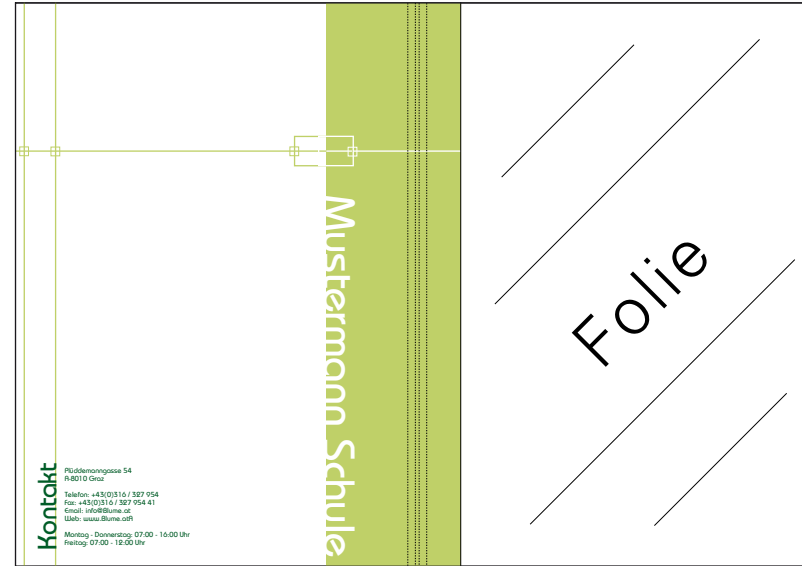 Mustermann Schule
Folie
Kontakt
Plüddemanngasse 54
A-8010 Graz
Telefon: +43(0)316 / 327 954
Fax: +43(0)316 / 327 954 41
Email: info@Blume.at
Web: www.Blume.atA
Montag - Donnerstag: 07:00 - 16:00 Uhr
Freitag: 07:00 - 12:00 Uhr